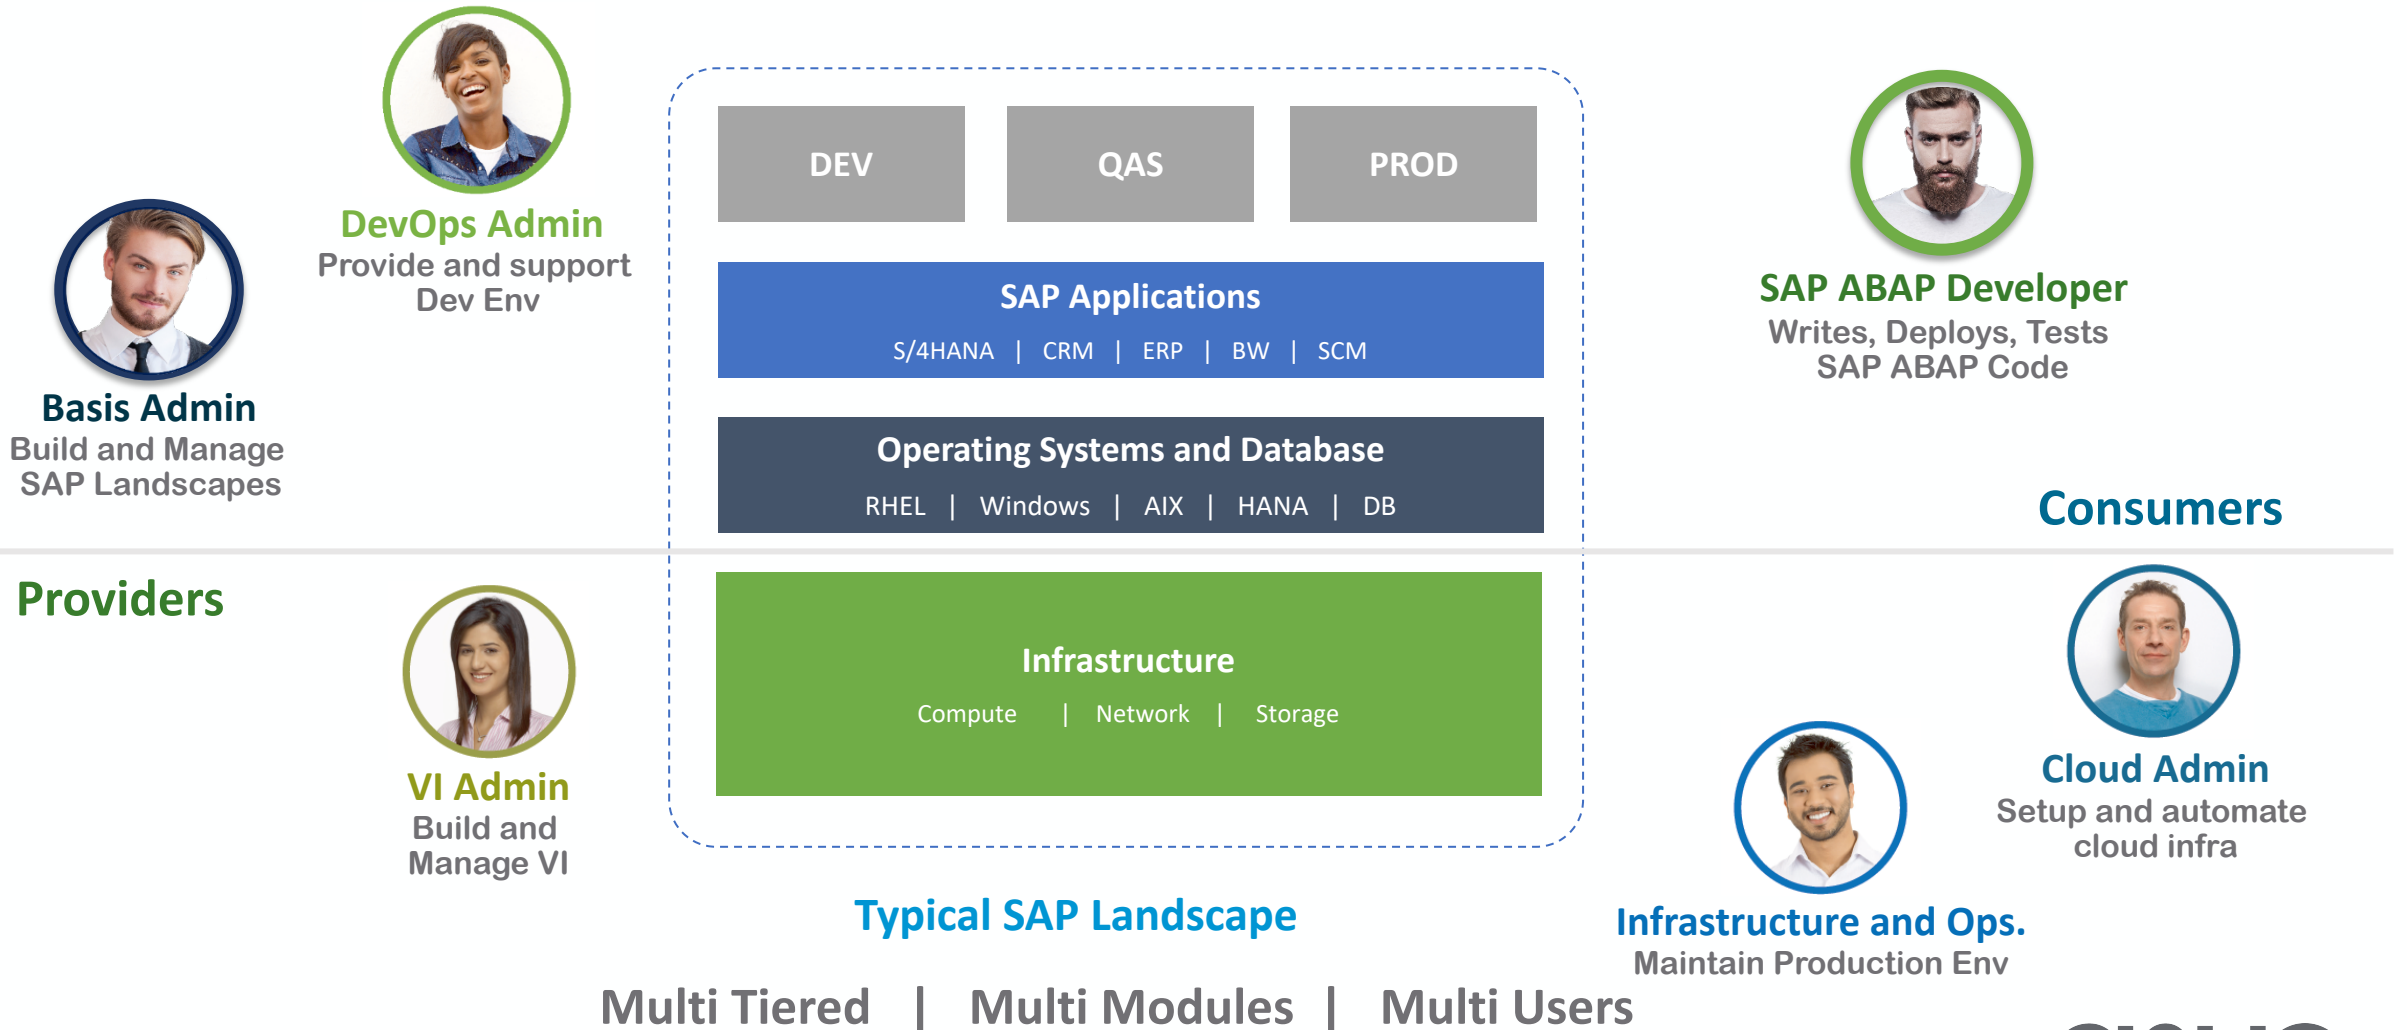 DevOps Admin
Provide and support
Dev Env
Basis Admin
Build and Manage
SAP Landscapes
DEV
QAS
PROD
SAP Applications
S/4HANA | CRM | ERP | BW | SCM
Operating Systems and Database
RHEL | Windows | AIX | HANA | DB
SAP ABAP Developer
Writes, Deploys, Tests
SAP ABAP Code
Consumers
Providers
VI Admin
Build and
Manage VI
Infrastructure
Compute | Network | Storage
Cloud Admin
Setup and automate
cloud infra
Infrastructure and Ops.
Maintain Production Env
Typical SAP Landscape
Multi Tiered | Multi Modules | Multi Users